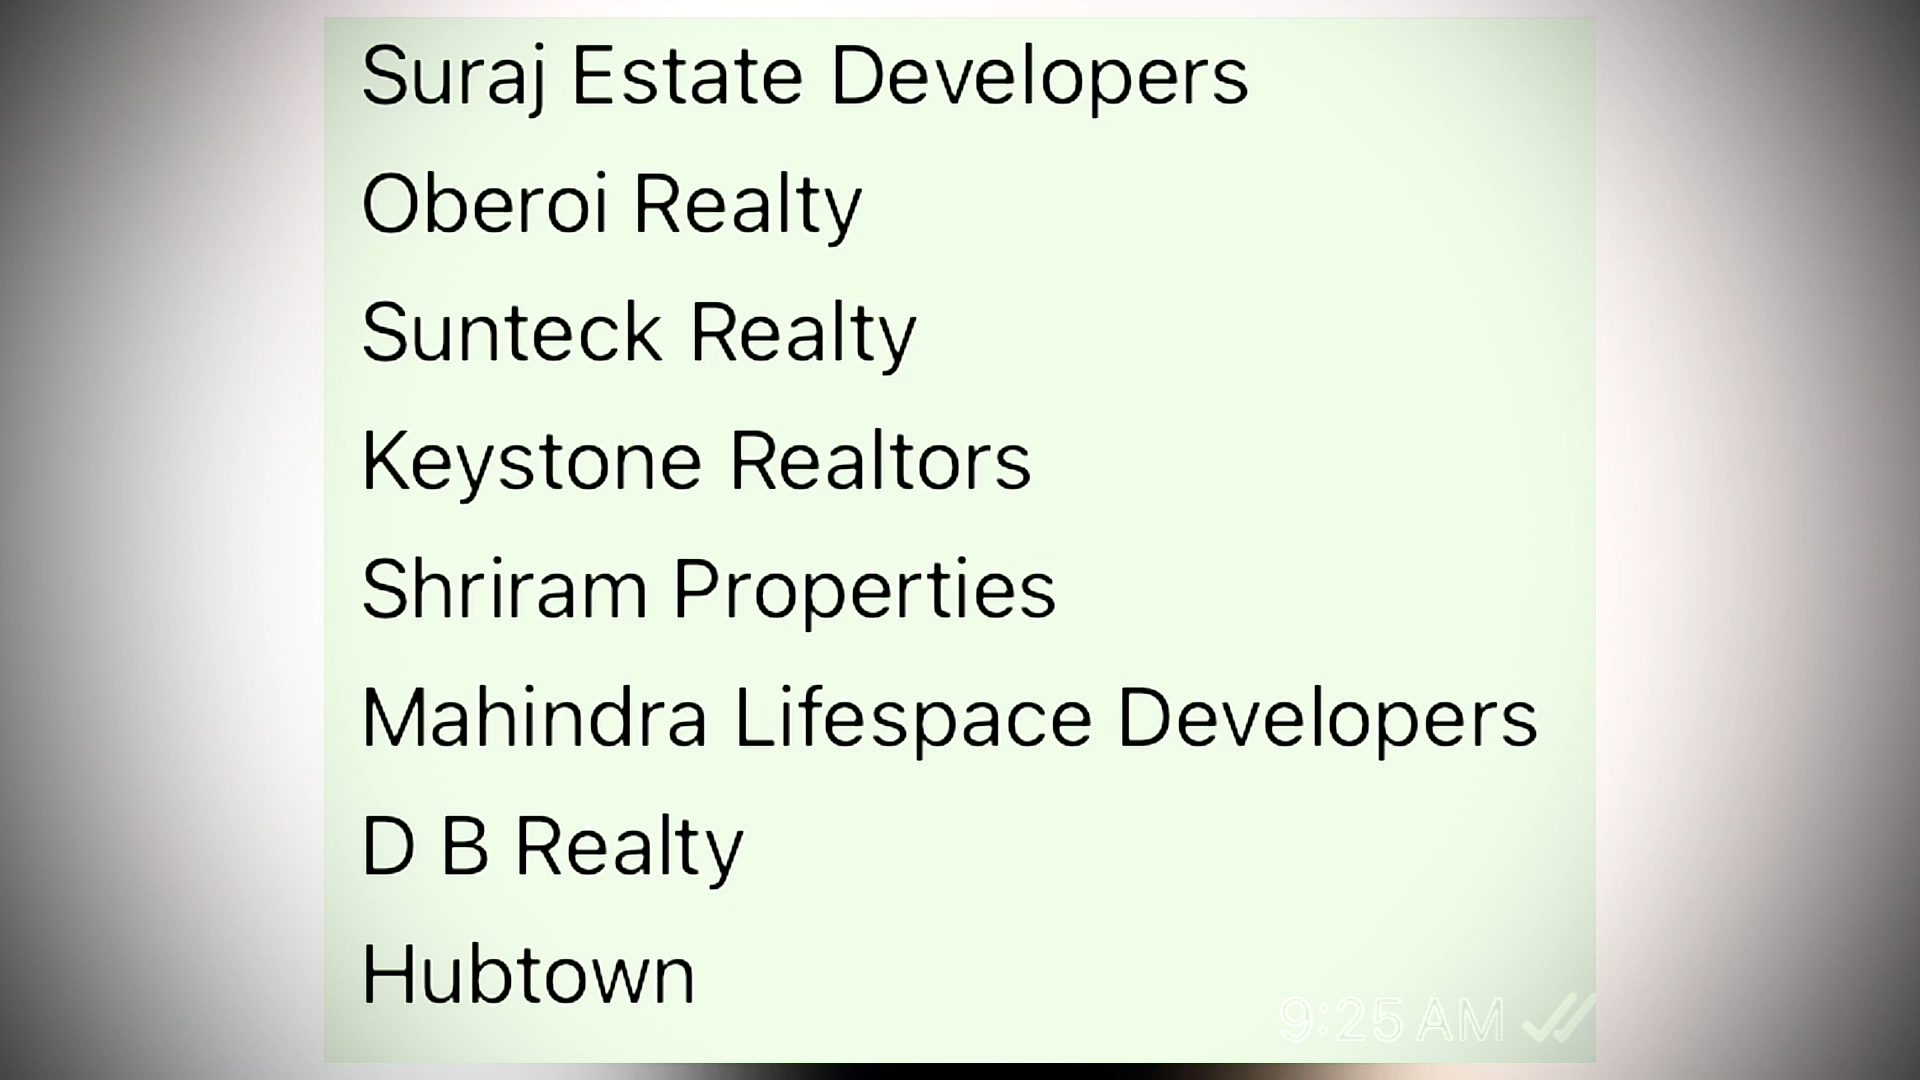 Suraj Estate Developers
Oberoi Realty
Sunteck Realty
Keystone Realtors
Shriram Properties
Mahindra Lifespace Developers
D B Realty
Hubtown
9:25 AM